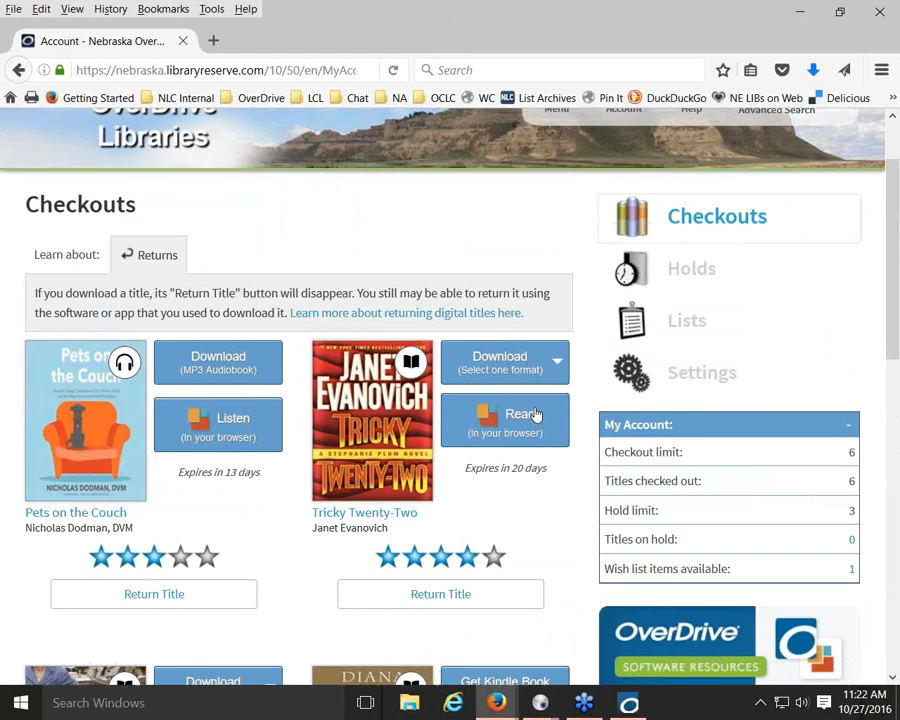 File Edit View History Bookmarks Tools Help
Account - Nebraska Over...
https://nebraska.libraryreserve.com/10/50/en/MyAcc
Search
Getting Started NLC Internal OverDrive LCL Chat NA OCLC WC NLC List Archives Pin It DuckDuckGo NE LIBs on Web Delicious
OverDrive
Libraries
Menu Account Help Advanced Search
Checkouts
Learn about: Returns
If you download a title, its "Return Title" button will disappear. You still may be able to return it using
the software or app that you used to download it. Learn more about returning digital titles here.
Pets on
the Couch
NICHOLAS DODMAN, DVM
Download
(MP3 Audiobook)
Listen
(In your browser)
Expires in 13 days
Pets on the Couch
Nicholas Dodman, DVM
Return Title
JANET
EVANOVICH
TRICKY
A STEPHANIE PLUM NOVEL
TWENTY-TWO
Download
(Select one format)
Read
(In your browser)
Expires in 20 days
Tricky Twenty-Two
Janet Evanovich
Return Title
Download
DIANA
Get Kindle Book
Checkouts
Holds
Lists
Settings
My Account: -
Checkout limit: 6
Titles checked out: 6
Hold limit: 3
Titles on hold: 0
Wish list items available: 1
OverDrive
SOFTWARE RESOURCES
Search Windows
11:22 AM
10/27/2016